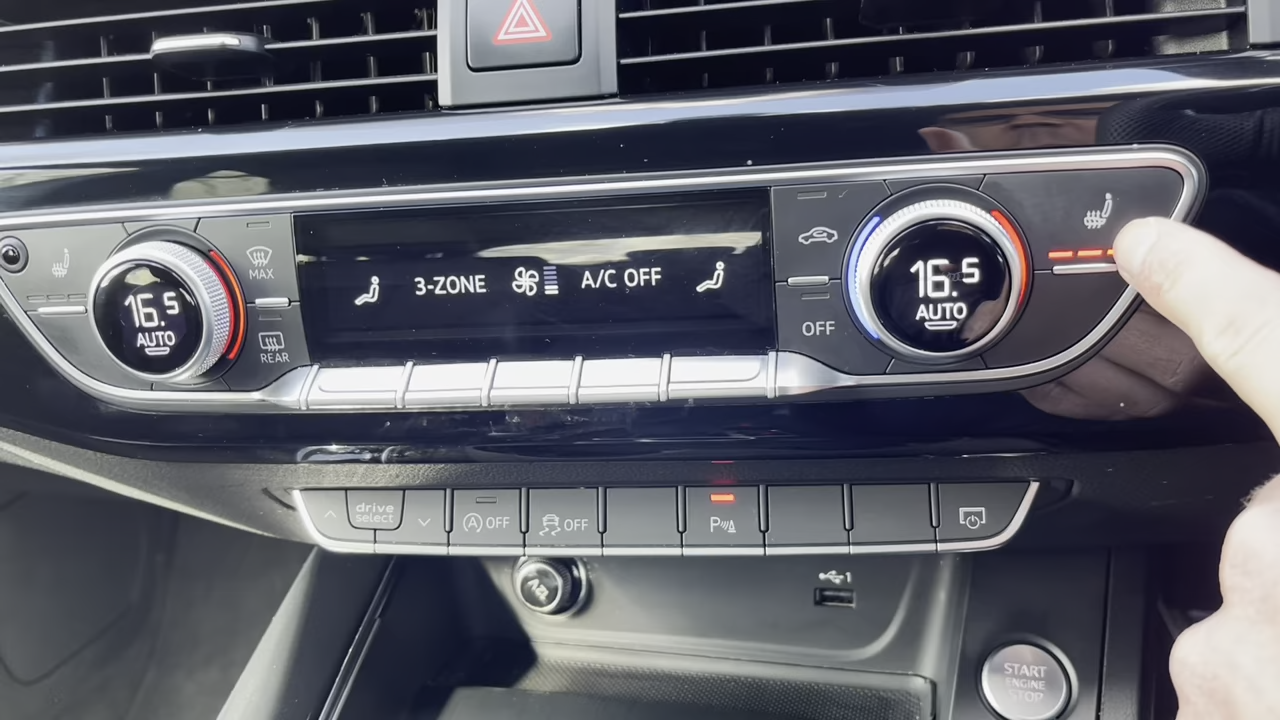 MAX
3-ZONE
A/C OFF
16.5
AUTO
16.5
AUTO
REAR
OFF
drive
select
A OFF
OFF
P
1
START
ENGINE
STOP